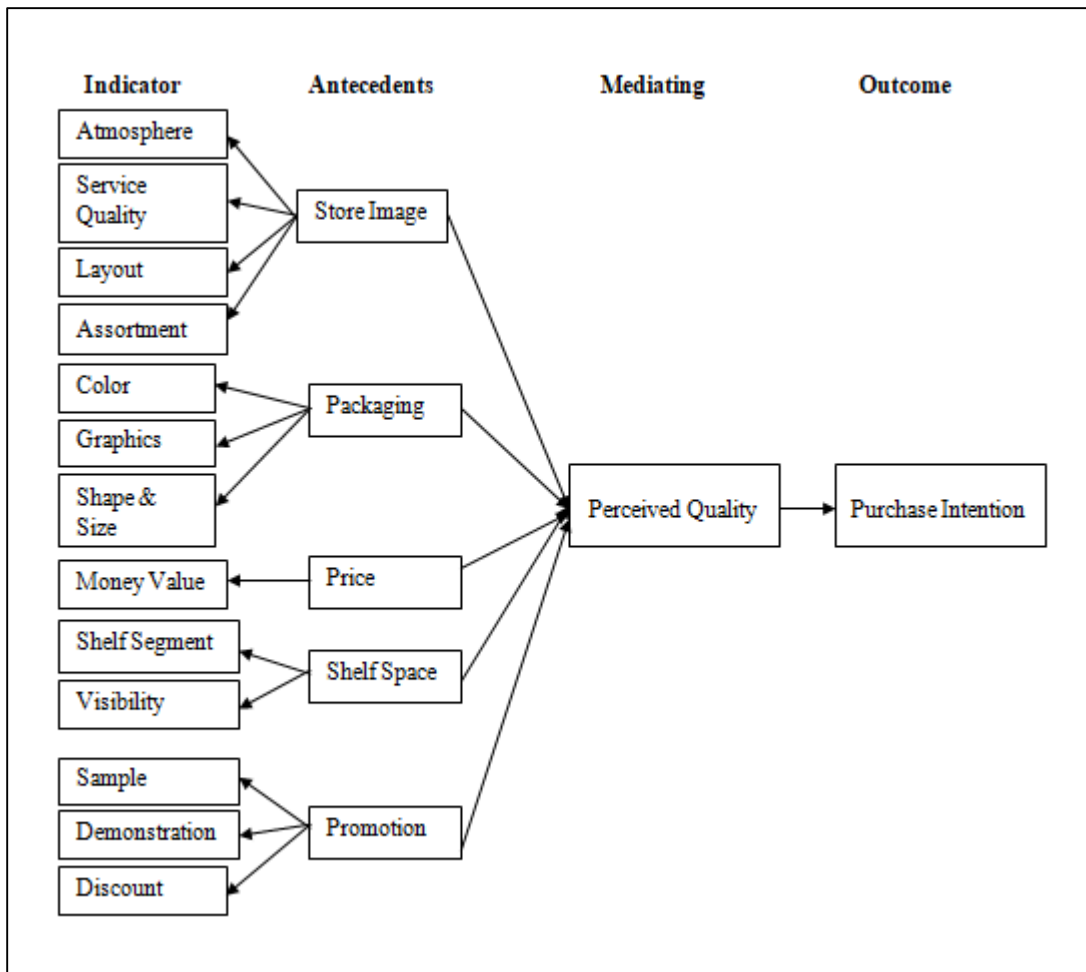 Indicator Antecedents Mediating Outcome
Atmosphere
Service
Quality
Store Image
Layout
Assortment
Color
Packaging
Graphics
Shape &
Size
Perceived Quality
Purchase Intention
Money Value
Price
Shelf Segment
Shelf Space
Visibility
Sample
Demonstration
Promotion
Discount